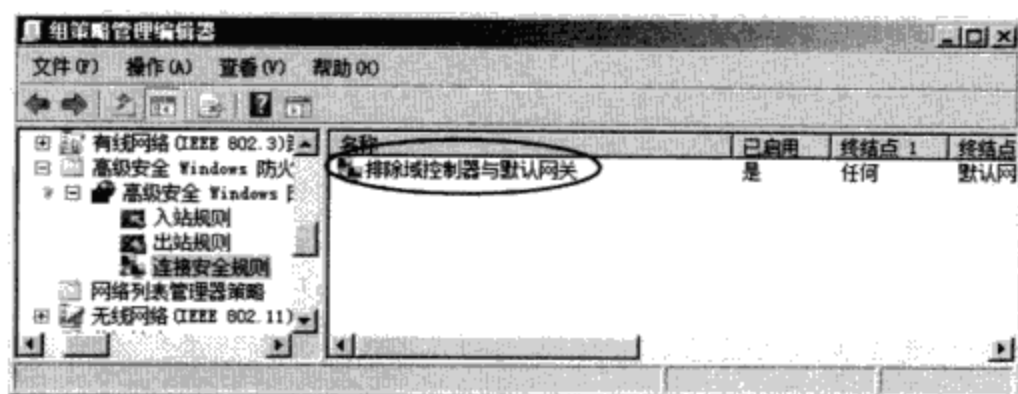 组策略管理编辑器
文件(F) 操作(A) 查看(V) 帮助(H)
有线网络(IEEE 802.3)
高级安全 Windows 防火
高级安全 Windows
入站规则
出站规则
连接安全规则
网络列表管理器策略
无线网络(IEEE 802.11)
名称 已启用 终结点 1 终结点
排除域控制器与默认网关 是 任何 默认网